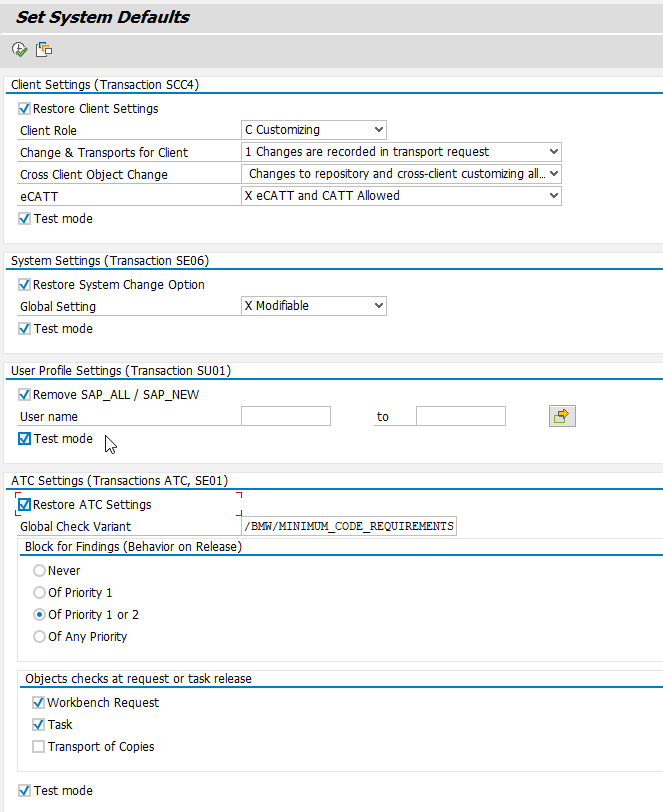 Set System Defaults
Client Settings (Transaction SCC4)
Restore Client Settings
Client Role C Customizing
Change & Transports for Client 1 Changes are recorded in transport request
Cross Client Object Change Changes to repository and cross-client customizing all...
eCATT X eCATT and CATT Allowed
Test mode
System Settings (Transaction SE06)
Restore System Change Option
Global Setting X Modifiable
Test mode
User Profile Settings (Transaction SU01)
Remove SAP_ALL / SAP_NEW
User name to
Test mode
ATC Settings (Transactions ATC, SE01)
Restore ATC Settings
Global Check Variant /BMW/MINIMUM_CODE_REQUIREMENTS
Block for Findings (Behavior on Release)
Never
Of Priority 1
Of Priority 1 or 2
Of Any Priority
Objects checks at request or task release
Workbench Request
Task
Transport of Copies
Test mode